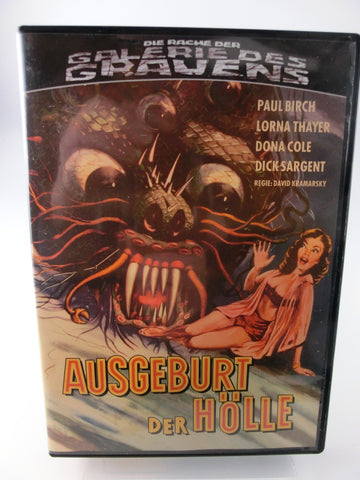 DIE RACHE DER
GALERIE DES
GRAUENS
PAUL BIRCH
LORNA THAYER
DONA COLE
DICK SARGENT
REGIE: DAVID KRAMARSKY
AUSGEBURT
DER HÖLLE